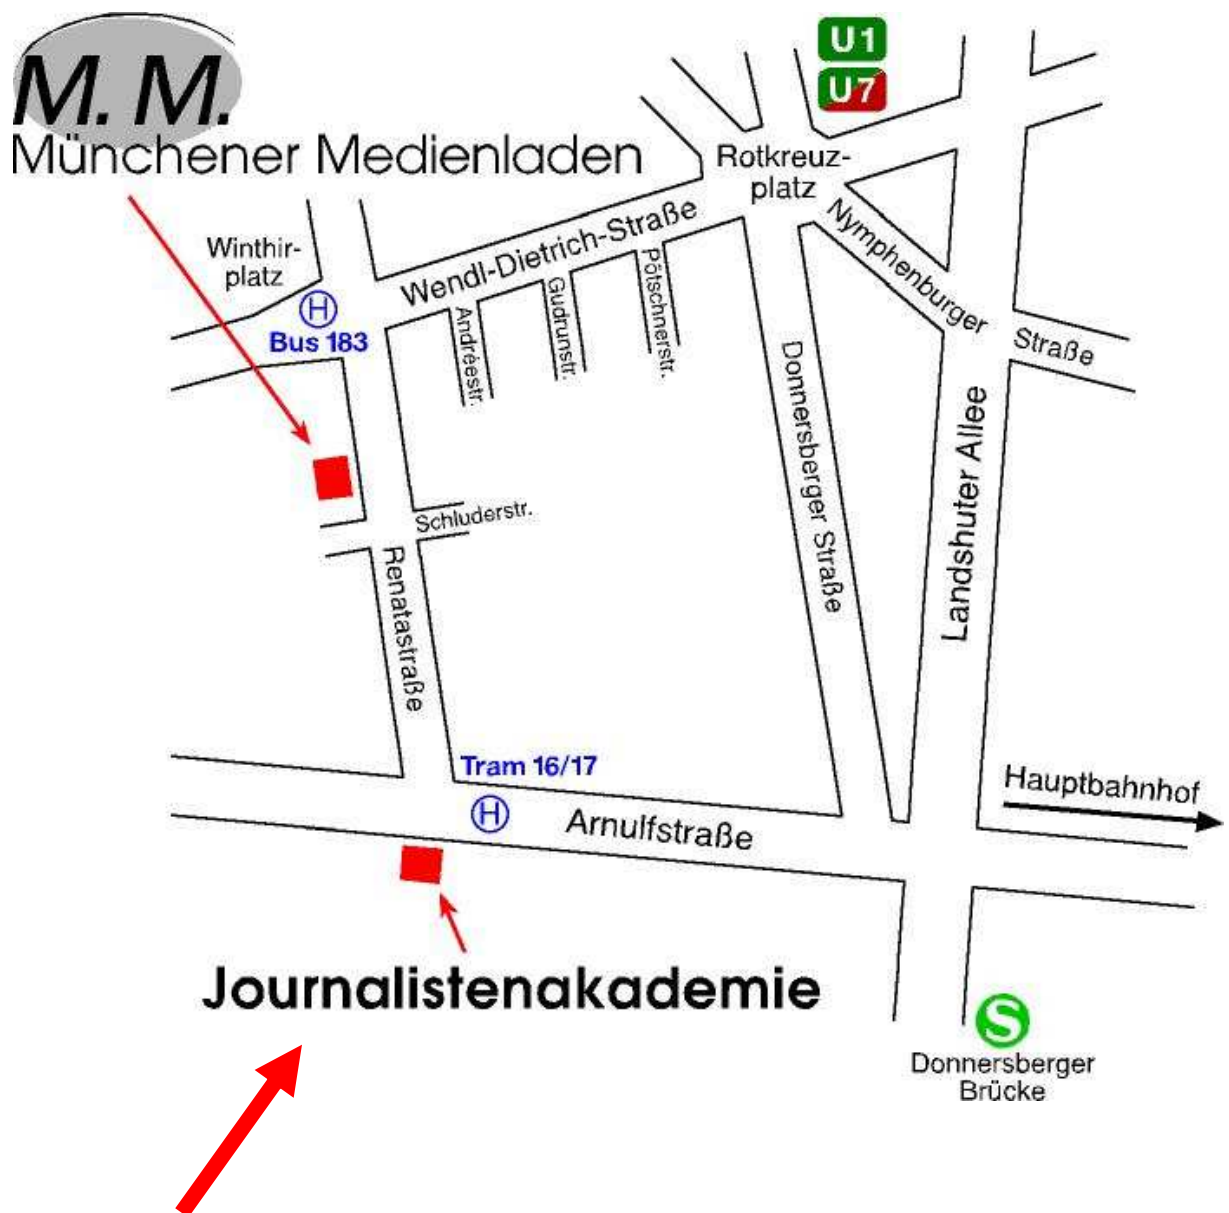 M. M.
Münchener Medienladen
U1
U7
Rotkreuz-
platz
Winthir-
platz
H
Bus 183
Wendl-Dietrich-Straße
Nymphenburger
Straße
Andréestr.
Gudrunstr.
Pötschnerstr.
Donnersberger Straße
Landshuter Allee
Schluderstr.
Renatastraße
Tram 16/17
H
Arnulfstraße
Hauptbahnhof
Journalistenakademie
S
Donnersberger
Brücke